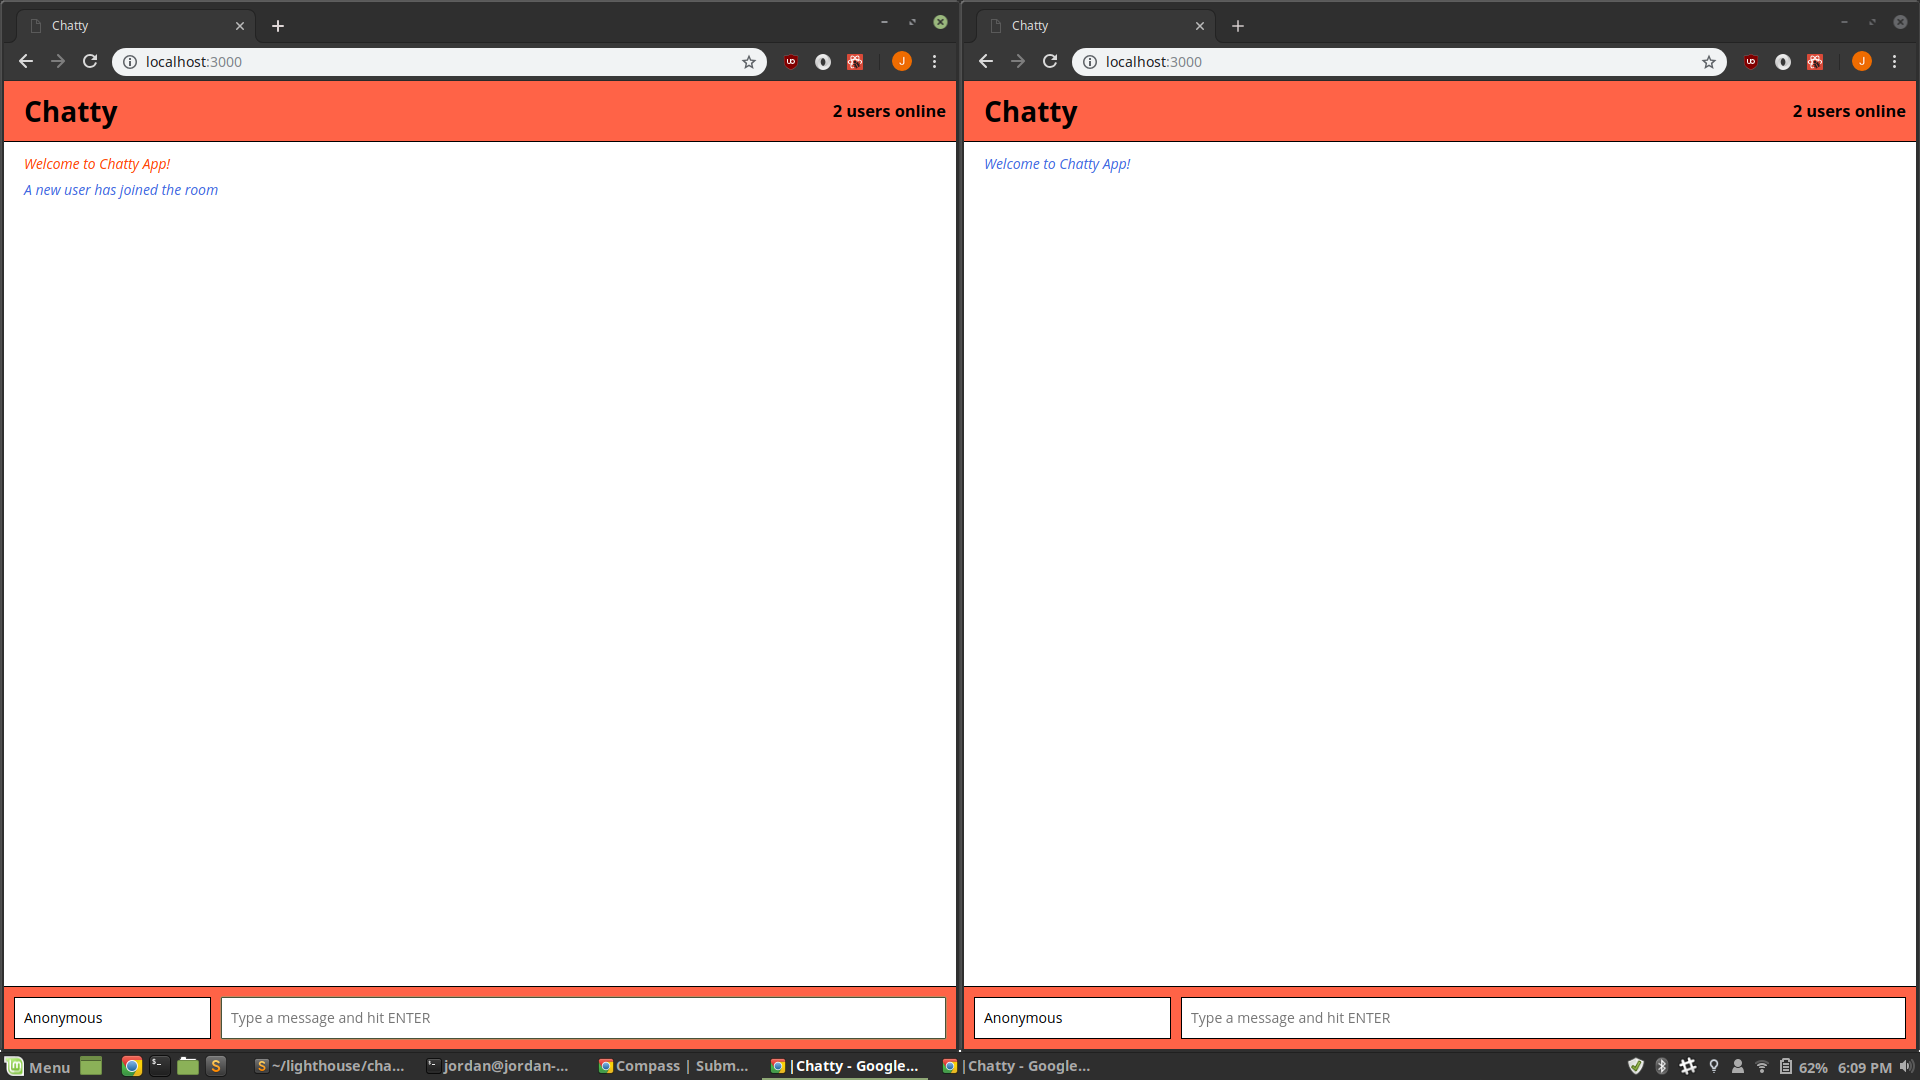 Chatty
localhost:3000
J
Chatty
2 users online
Welcome to Chatty App!
A new user has joined the room
Anonymous
Type a message and hit ENTER
Chatty
localhost:3000
J
Chatty
2 users online
Welcome to Chatty App!
Anonymous
Type a message and hit ENTER
Menu
S
~/lighthouse/cha...
jordan@jordan-...
Compass | Subm...
|Chatty - Google...
|Chatty - Google...
62%
6:09 PM